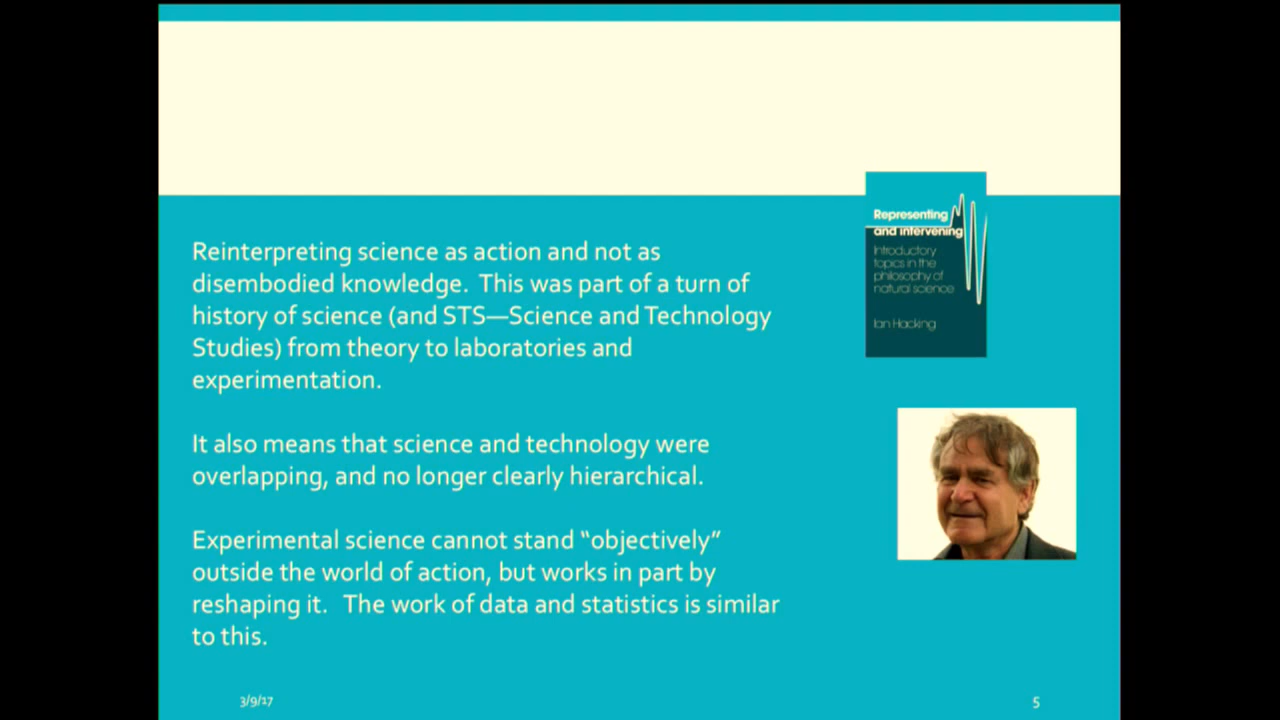 Representing
and intervening
Introductory
topics in the
philosophy of
natural science
Ian Hacking
Reinterpreting science as action and not as
disembodied knowledge. This was part of a turn of
history of science (and STS—Science and Technology
Studies) from theory to laboratories and
experimentation.
It also means that science and technology were
overlapping, and no longer clearly hierarchical.
Experimental science cannot stand “objectively”
outside the world of action, but works in part by
reshaping it. The work of data and statistics is similar
to this.
3/9/17
5